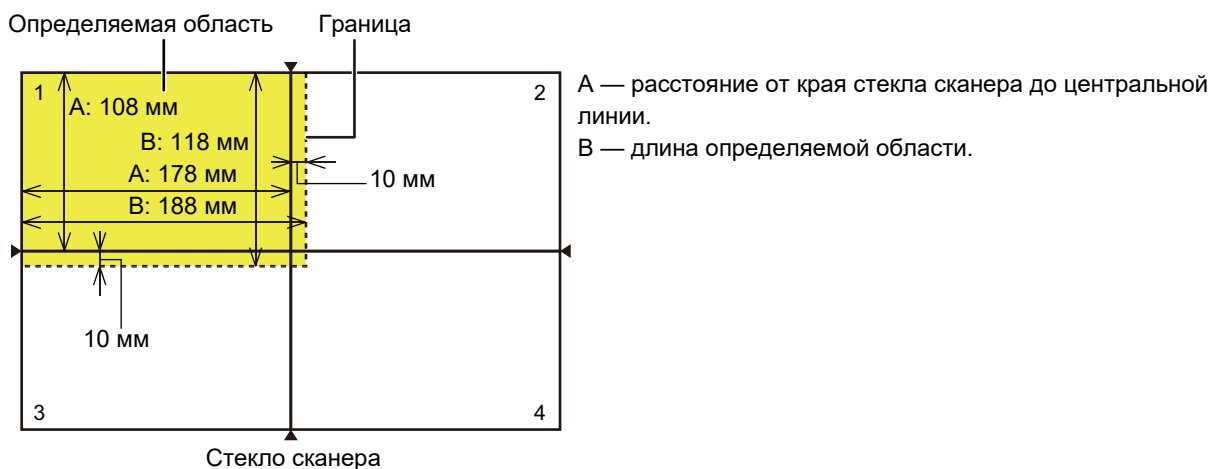 Определяемая область
Граница
1
2
A: 108 мм
B: 118 мм
A: 178 мм
B: 188 мм
10 мм
10 мм
3
4
Стекло сканера
A — расстояние от края стекла сканера до центральной
линии.
B — длина определяемой области.